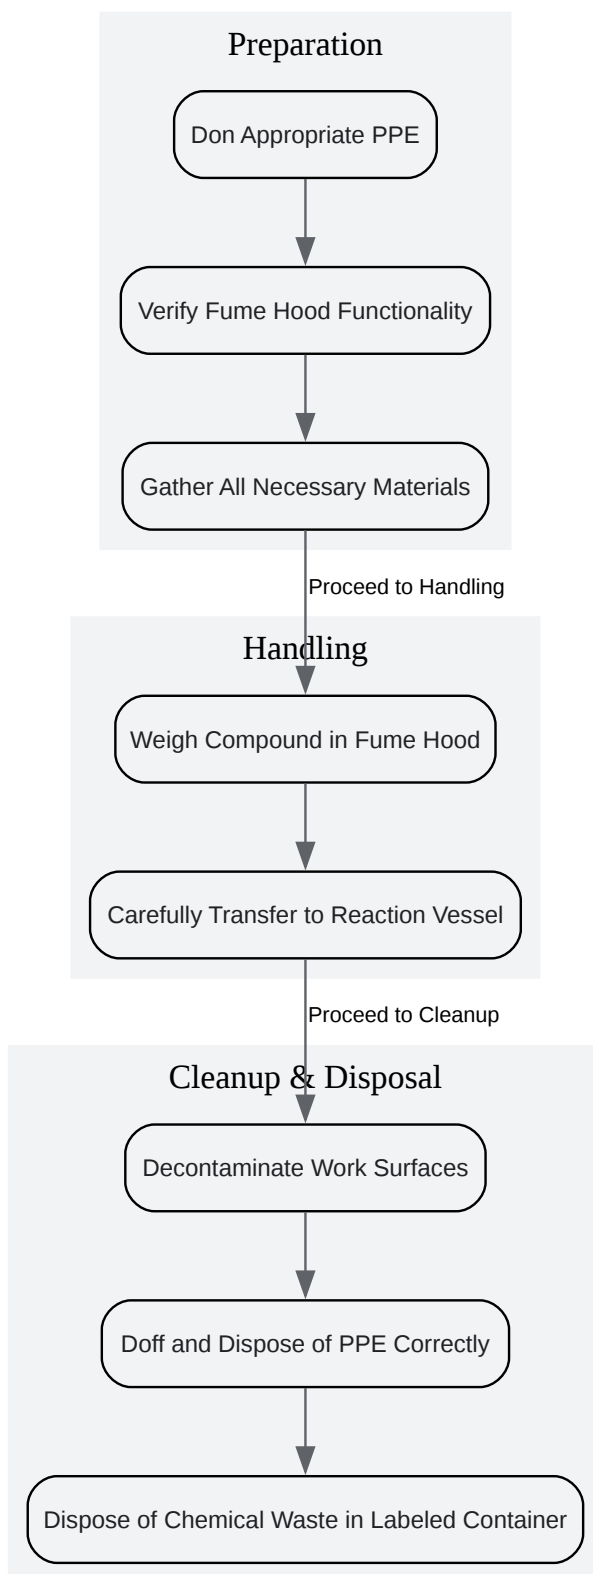 Preparation
Don Appropriate PPE
Verify Fume Hood Functionality
Gather All Necessary Materials
Proceed to Handling
Handling
Weigh Compound in Fume Hood
Carefully Transfer to Reaction Vessel
Proceed to Cleanup
Cleanup & Disposal
Decontaminate Work Surfaces
Doff and Dispose of PPE Correctly
Dispose of Chemical Waste in Labeled Container